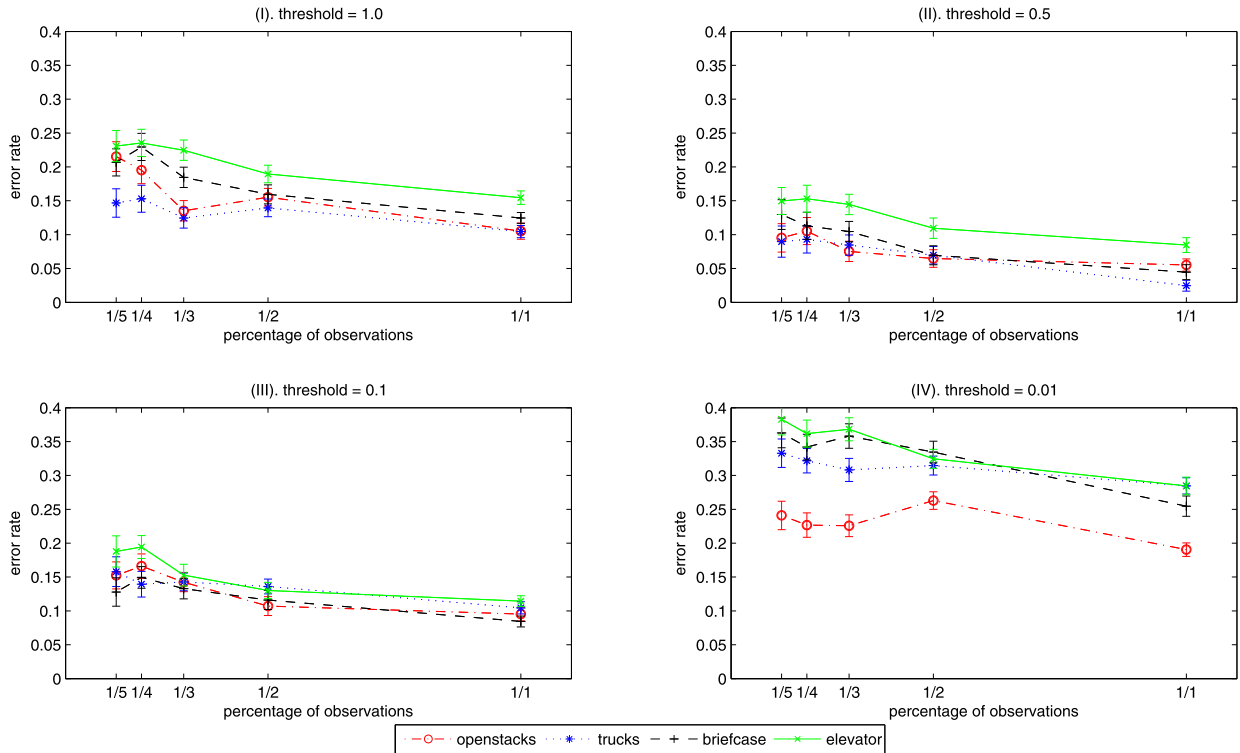 (I). threshold = 1.0
0.4
0.35
0.3
0.25
0.2
0.15
0.1
0.05
0
error rate
1/5 1/4 1/3 1/2 1/1
percentage of observations
(II). threshold = 0.5
0.4
0.35
0.3
0.25
0.2
0.15
0.1
0.05
0
error rate
1/5 1/4 1/3 1/2 1/1
percentage of observations
(III). threshold = 0.1
0.4
0.35
0.3
0.25
0.2
0.15
0.1
0.05
0
error rate
1/5 1/4 1/3 1/2 1/1
percentage of observations
(IV). threshold = 0.01
0.4
0.35
0.3
0.25
0.2
0.15
0.1
0.05
0
error rate
1/5 1/4 1/3 1/2 1/1
percentage of observations
openstacks trucks briefcase elevator